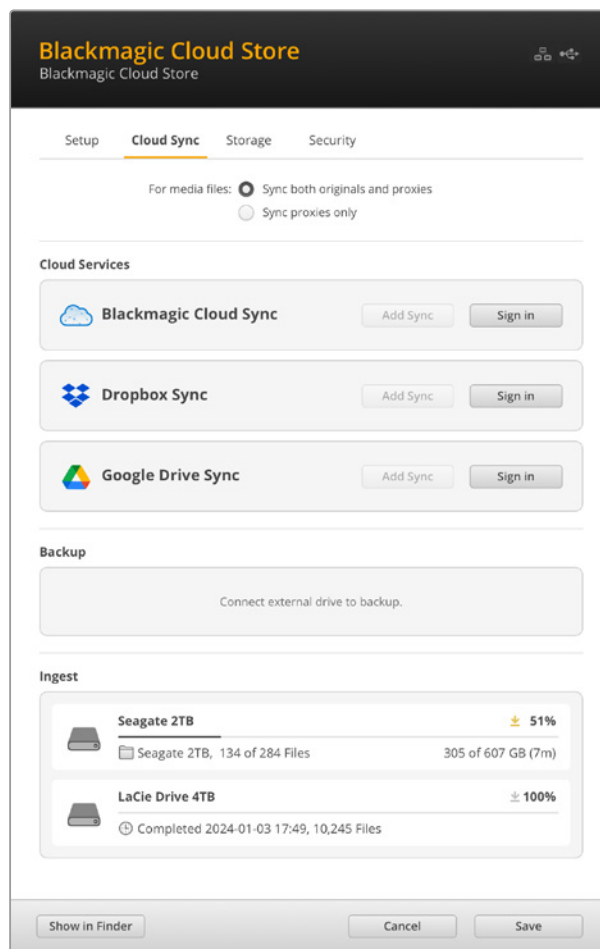 Blackmagic Cloud Store
Blackmagic Cloud Store
Setup Cloud Sync Storage Security
For media files: Sync both originals and proxies
Sync proxies only
Cloud Services
Blackmagic Cloud Sync Add Sync Sign in
Dropbox Sync Add Sync Sign in
Google Drive Sync Add Sync Sign in
Backup
Connect external drive to backup.
Ingest
Seagate 2TB 51%
Seagate 2TB, 134 of 284 Files 305 of 607 GB (7m)
LaCie Drive 4TB 100%
Completed 2024-01-03 17:49, 10,245 Files
Show in Finder Cancel Save